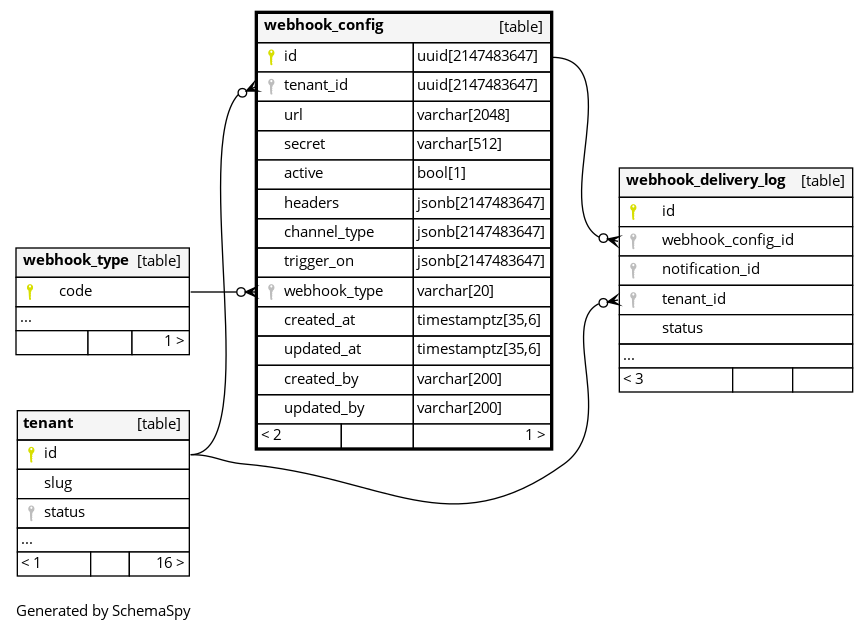 webhook_config [table]
id uuid[2147483647]
tenant_id uuid[2147483647]
url varchar[2048]
secret varchar[512]
active bool[1]
headers jsonb[2147483647]
channel_type jsonb[2147483647]
trigger_on jsonb[2147483647]
webhook_type varchar[20]
created_at timestamptz[35,6]
updated_at timestamptz[35,6]
created_by varchar[200]
updated_by varchar[200]
< 2 1 >
webhook_delivery_log [table]
id
webhook_config_id
notification_id
tenant_id
status
...
< 3
webhook_type [table]
code
...
1 >
tenant [table]
id
slug
status
...
< 1 16 >
Generated by SchemaSpy